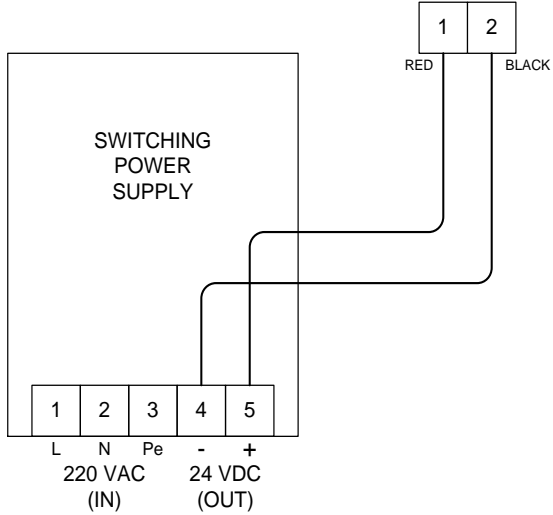 1 2
RED BLACK
SWITCHING
POWER
SUPPLY
1 2 3 4 5
L N Pe - +
220 VAC 24 VDC
(IN) (OUT)